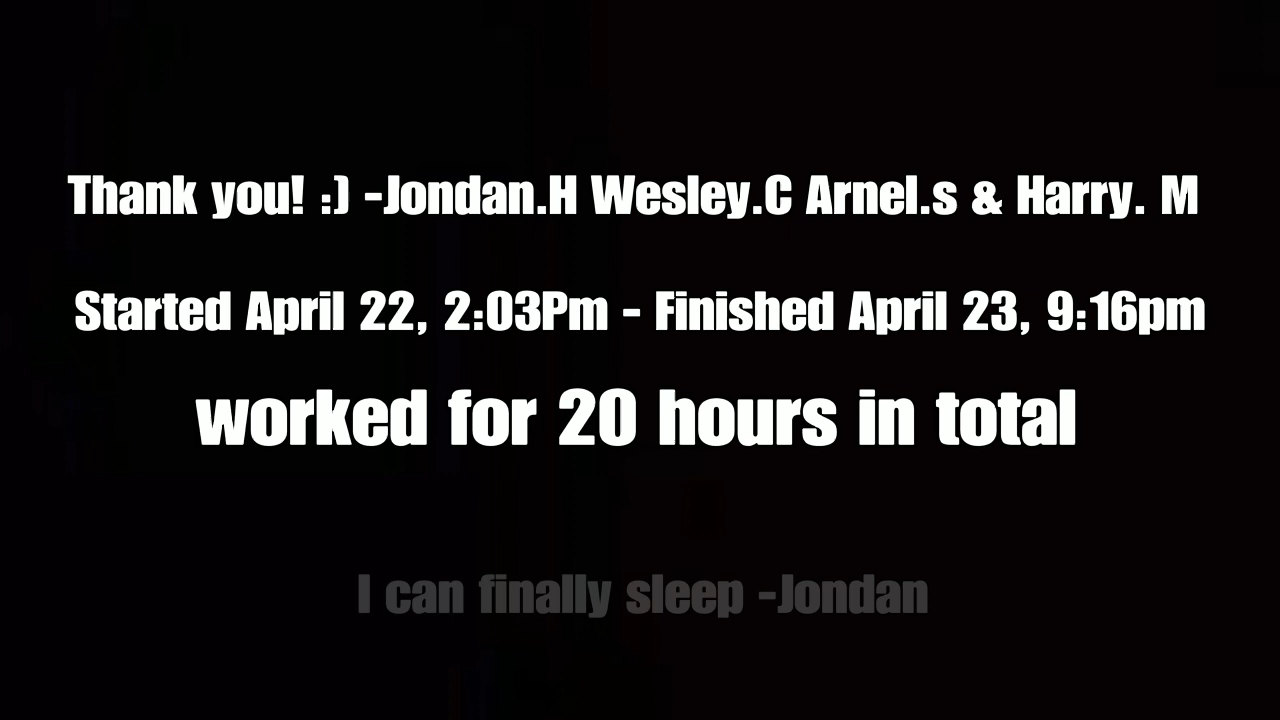 Thank you! :) -Jondan.H Wesley.C Arnel.s & Harry. M
Started April 22, 2:03Pm - Finished April 23, 9:16pm
worked for 20 hours in total
I can finally sleep -Jondan